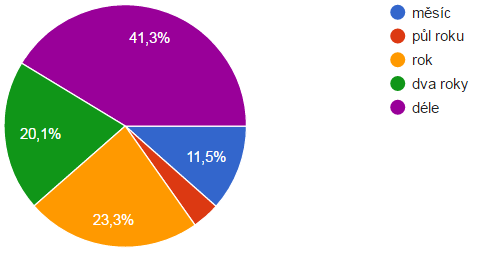 41,3%
20,1%
11,5%
23,3%
měsíc
půl roku
rok
dva roky
déle